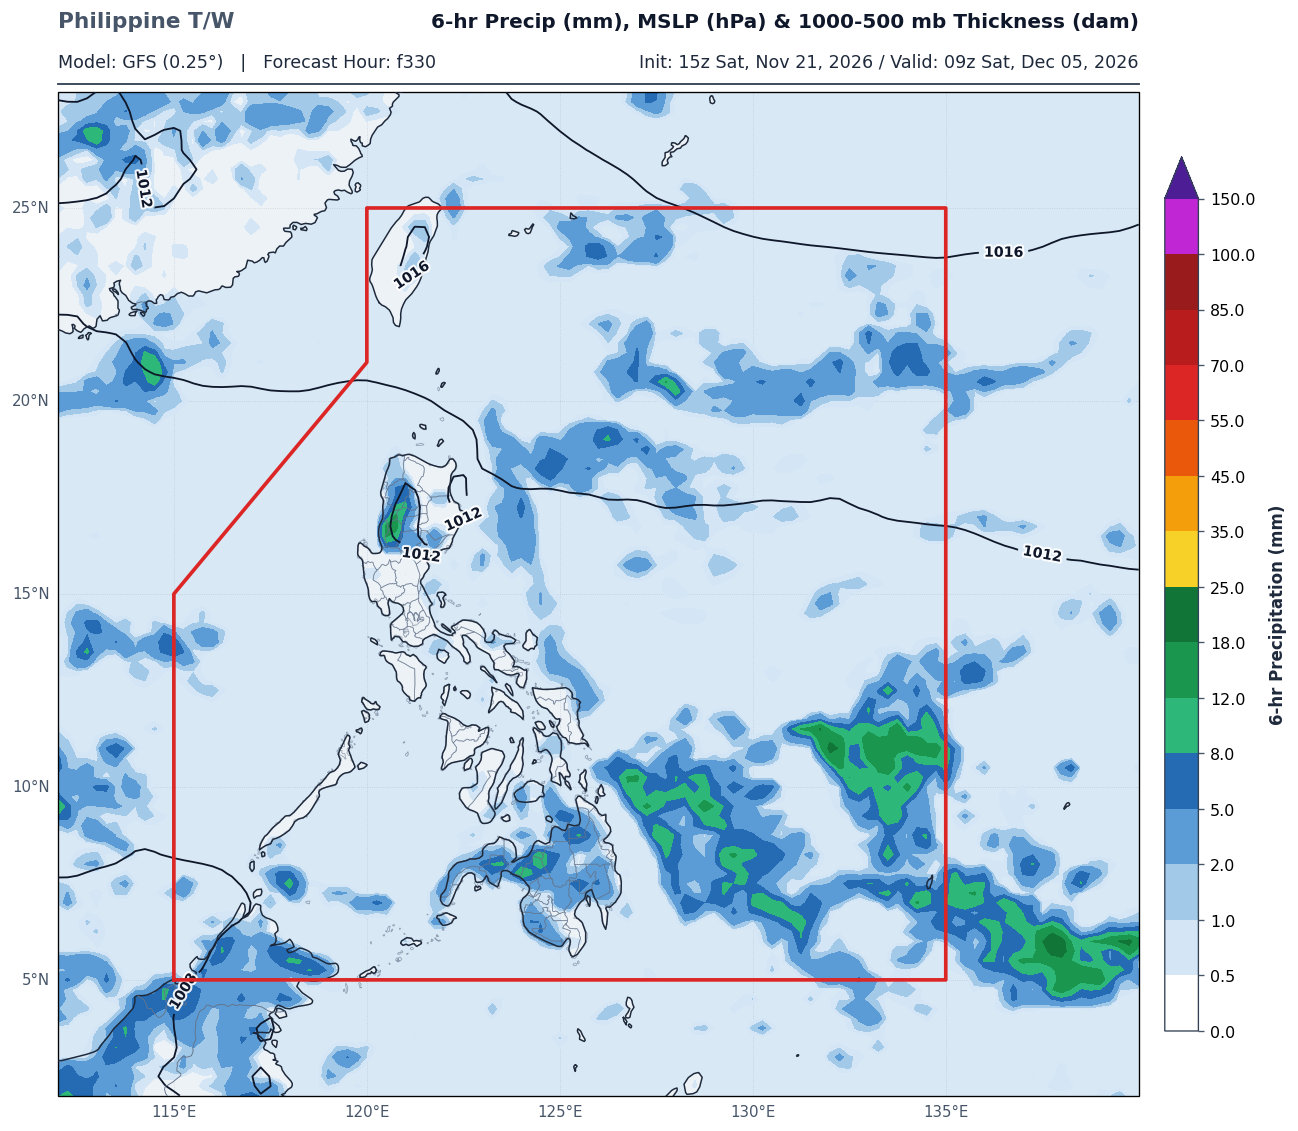 Philippine T/W
6-hr Precip (mm), MSLP (hPa) & 1000-500 mb Thickness (dam)
Model: GFS (0.25°) | Forecast Hour: f330
Init: 15z Sat, Nov 21, 2026 / Valid: 09z Sat, Dec 05, 2026
1012
1016
1016
1012
1012
1012
1008
25°N
20°N
15°N
10°N
5°N
115°E
120°E
125°E
130°E
135°E
150.0
100.0
85.0
70.0
55.0
45.0
35.0
25.0
18.0
12.0
8.0
5.0
2.0
1.0
0.5
0.0
6-hr Precipitation (mm)